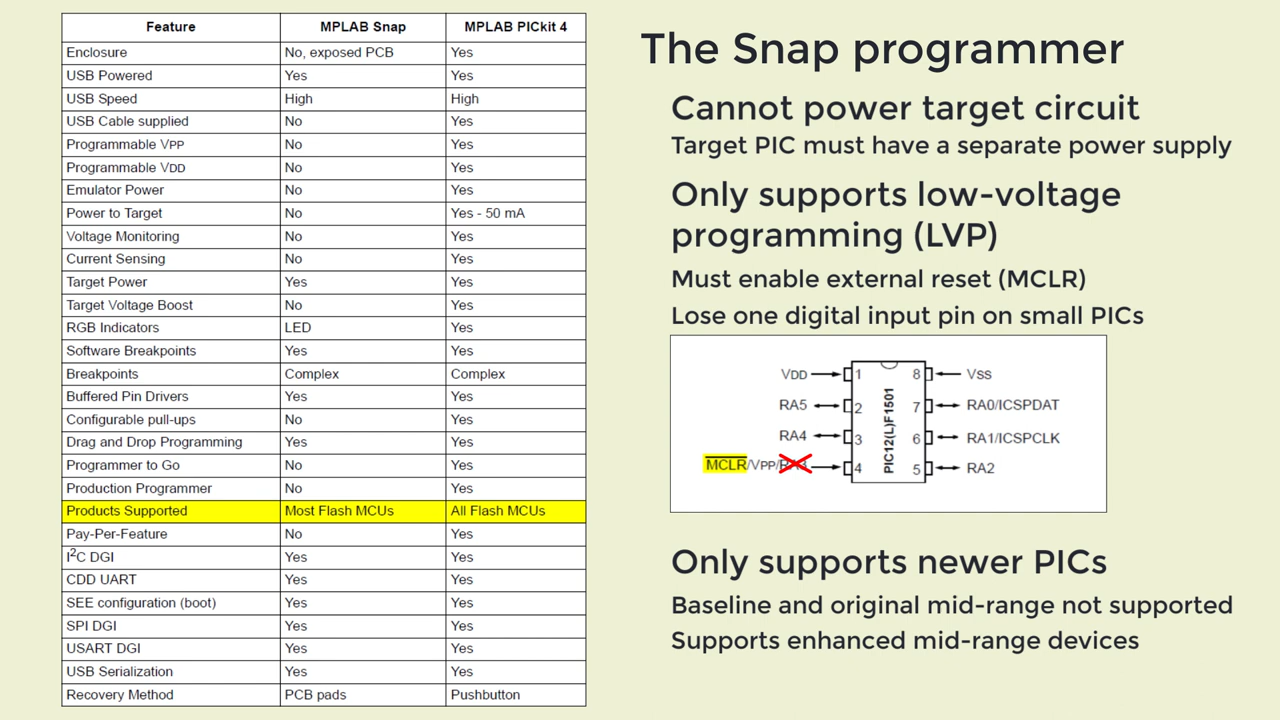 Feature MPLAB Snap MPLAB PICkit 4
Enclosure No, exposed PCB Yes
USB Powered Yes Yes
USB Speed High High
USB Cable supplied No Yes
Programmable VPP No Yes
Programmable VDD No Yes
Emulator Power No Yes
Power to Target No Yes - 50 mA
Voltage Monitoring No Yes
Current Sensing No Yes
Target Power Yes Yes
Target Voltage Boost No Yes
RGB Indicators LED Yes
Software Breakpoints Yes Yes
Breakpoints Complex Complex
Buffered Pin Drivers Yes Yes
Configurable pull-ups No Yes
Drag and Drop Programming Yes Yes
Programmer to Go No Yes
Production Programmer No Yes
Products Supported Most Flash MCUs All Flash MCUs
Pay-Per-Feature No Yes
I2C DGI Yes Yes
CDD UART Yes Yes
SEE configuration (boot) Yes Yes
SPI DGI Yes Yes
USART DGI Yes Yes
USB Serialization Yes Yes
Recovery Method PCB pads Pushbutton
The Snap programmer
Cannot power target circuit
Target PIC must have a separate power supply
Only supports low-voltage
programming (LVP)
Must enable external reset (MCLR)
Lose one digital input pin on small PICs
VDD 1 8 VSS
RA5 2 7 RA0/ICSPDAT
RA4 3 6 RA1/ICSPCLK
MCLR/VPP/RA3 4 5 RA2
PIC12(L)F1501
Only supports newer PICs
Baseline and original mid-range not supported
Supports enhanced mid-range devices